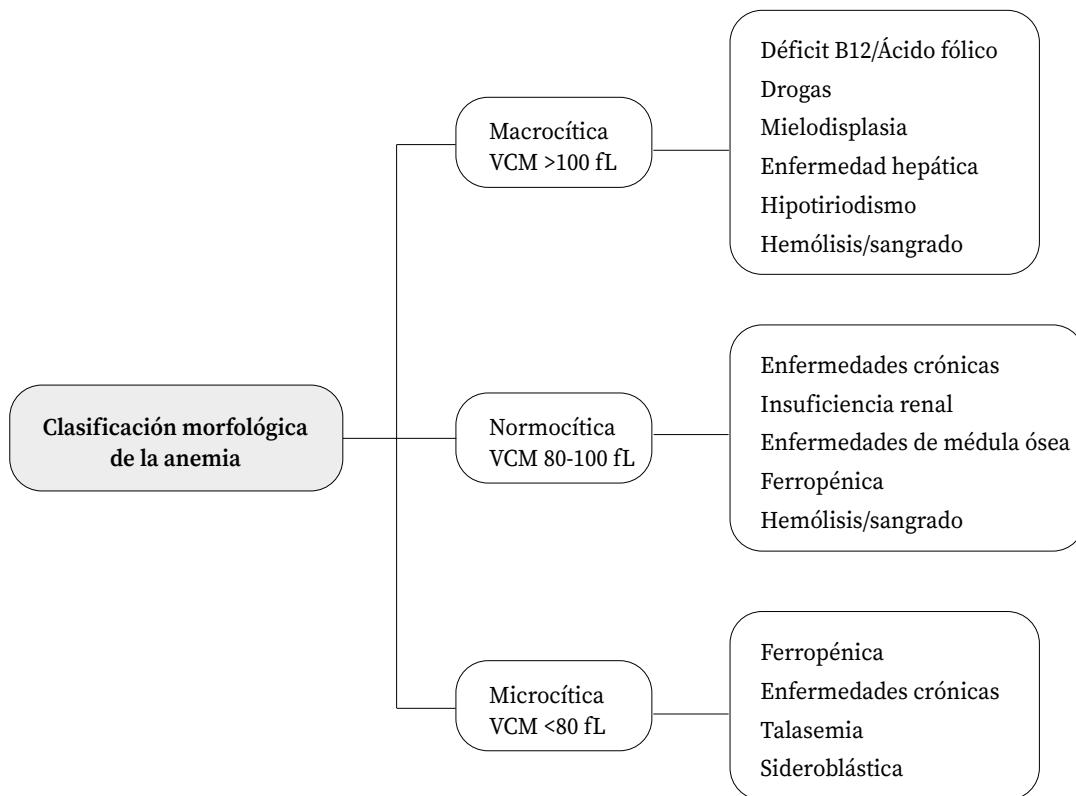 Clasificación morfológica
de la anemia
Macrocítica
VCM >100 fL
Déficit B12/Ácido fólico
Drogas
Mielodisplasia
Enfermedad hepática
Hipotiriodismo
Hemólisis/sangrado
Normocítica
VCM 80-100 fL
Enfermedades crónicas
Insuficiencia renal
Enfermedades de médula ósea
Ferropénica
Hemólisis/sangrado
Microcítica
VCM <80 fL
Ferropénica
Enfermedades crónicas
Talasemia
Sideroblástica